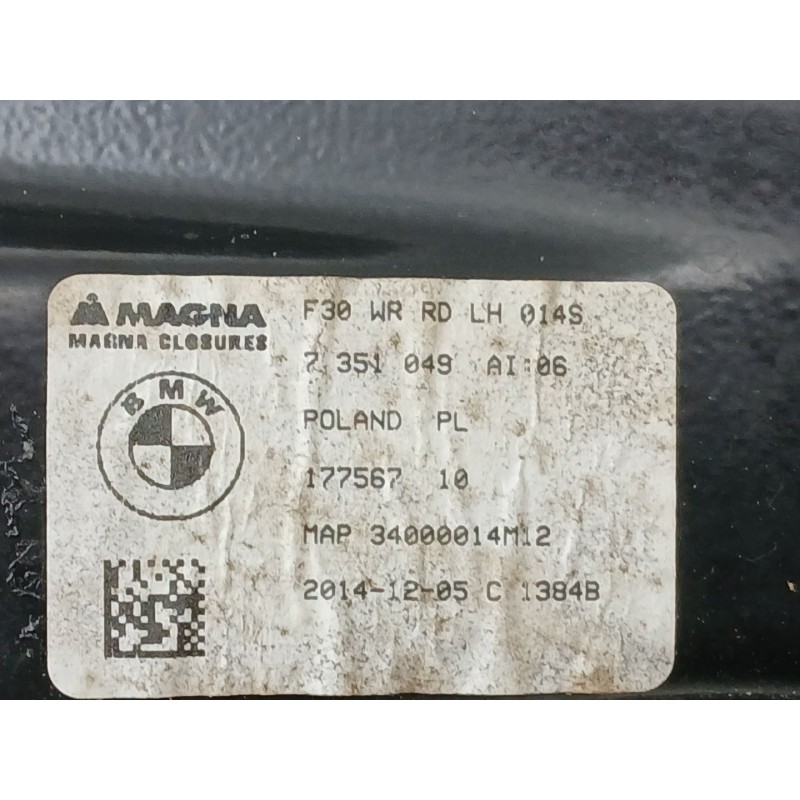 MAGNA
MAGNA CLOSURES
BMW
F30 WR RD LH 014S
7 351 049 AI:06
POLAND PL
177567 10
MAP 34000014M12
2014-12-05 C 1384B